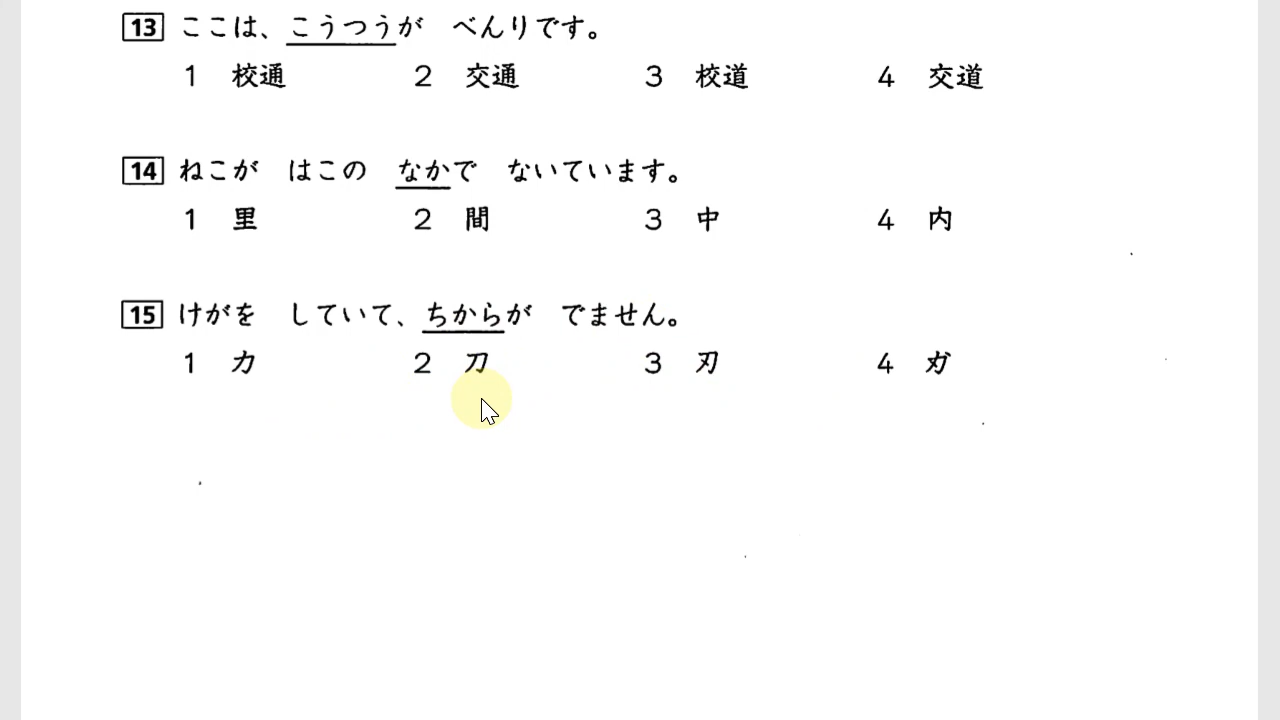 13 ここは、こうつうが　べんりです。
1　校通　2　交通　3　校道　4　交道
14 ねこが　はこの　なかで　ないています。
1　里　2　間　3　中　4　内
15 けがを　していて、ちからが　でません。
1　力　2　刀　3　刃